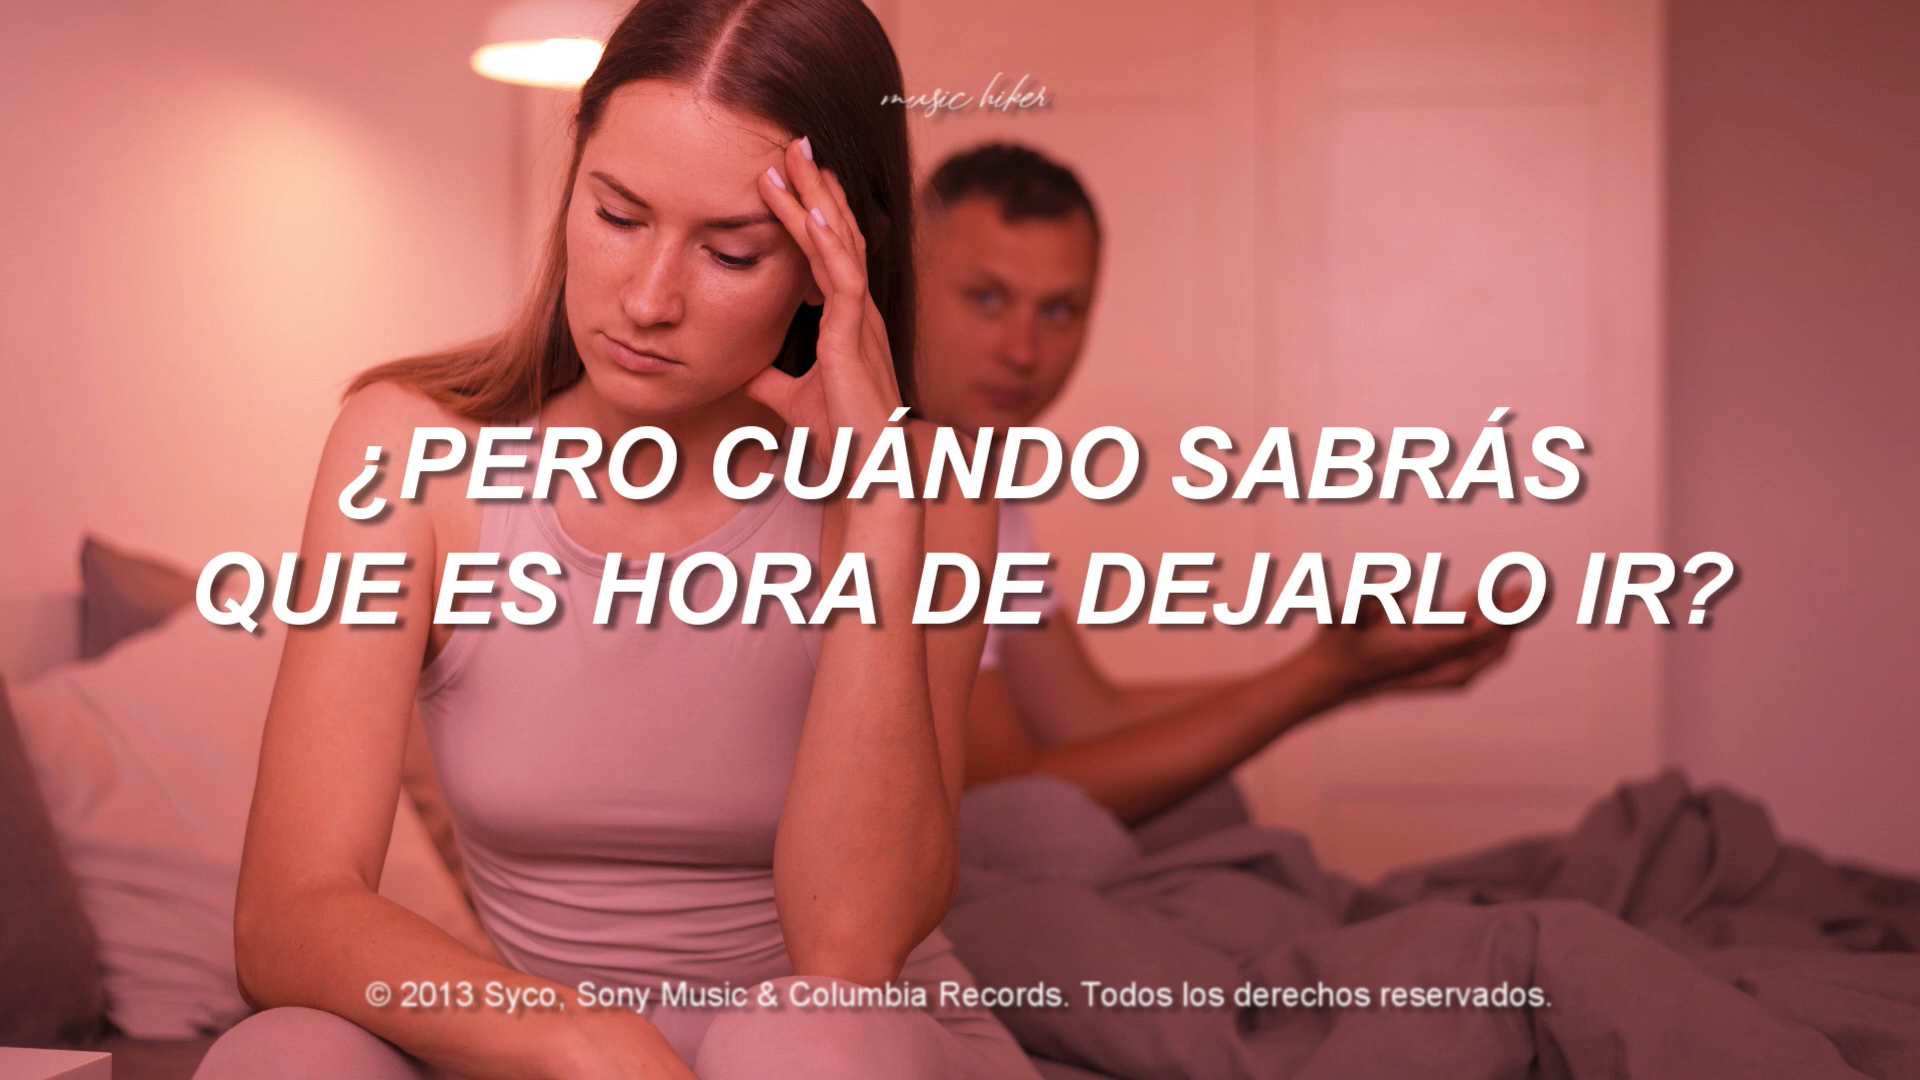 music hiker
¿PERO CUÁNDO SABRÁS
QUE ES HORA DE DEJARLO IR?
© 2013 Syco, Sony Music & Columbia Records. Todos los derechos reservados.